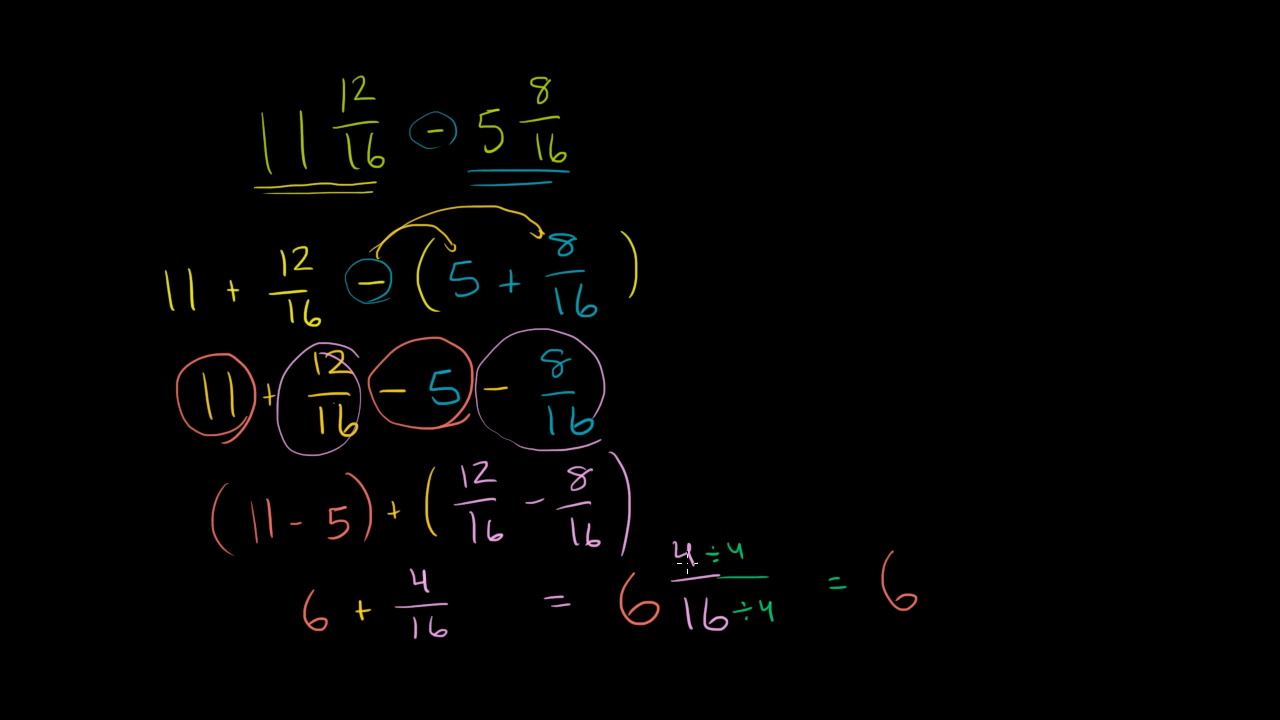 11 12/16 - 5 8/16
11 + 12/16 - (5 + 8/16)
11 + 12/16 - 5 - 8/16
(11 - 5) + (12/16 - 8/16)
6 + 4/16 = 6 4÷4/16÷4 = 6